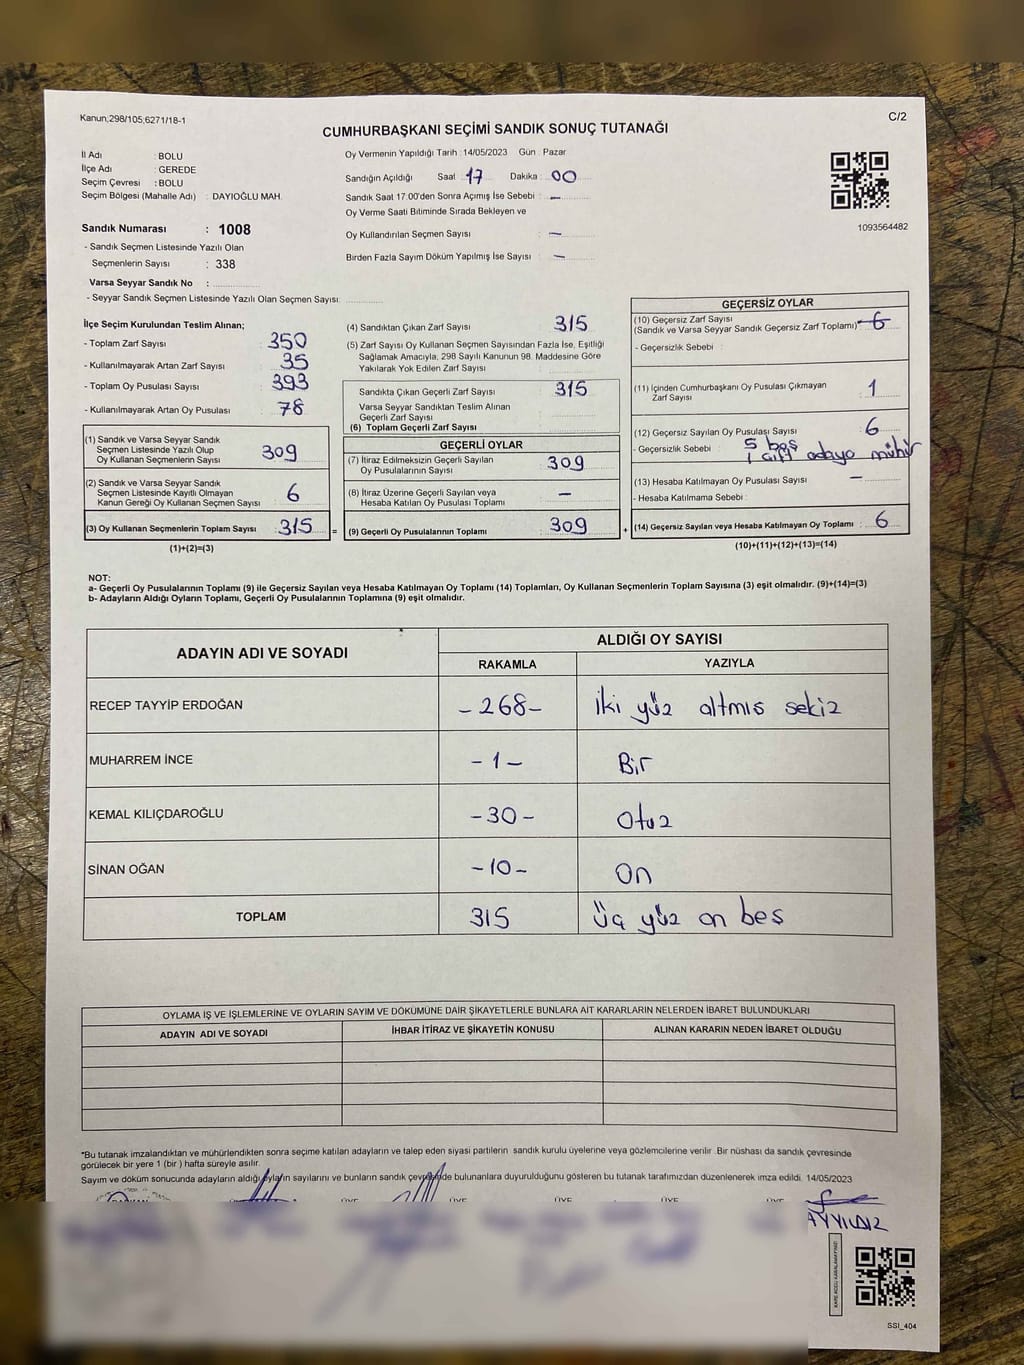 Kanun;298/105;6271/18-1
C/2
CUMHURBAŞKANI SEÇİMİ SANDIK SONUÇ TUTANAĞI
İl Adı : BOLU
İlçe Adı : GEREDE
Seçim Çevresi : BOLU
Seçim Bölgesi (Mahalle Adı) : DAYIOĞLU MAH.
Sandık Numarası : 1008
- Sandık Seçmen Listesinde Yazılı Olan
Seçmenlerin Sayısı : 338
Varsa Seyyar Sandık No :
- Seyyar Sandık Seçmen Listesinde Yazılı Olan Seçmen Sayısı:
Oy Vermenin Yapıldığı Tarih :14/05/2023 Gün : Pazar
Sandığın Açıldığı Saat : 17 Dakika : 00
Sandık Saat 17.00'den Sonra Açımış İse Sebebi : -
Oy Verme Saati Bitiminde Sırada Bekleyen ve
Oy Kullandırılan Seçmen Sayısı : -
Birden Fazla Sayım Döküm Yapılmış İse Sayısı : -
1093564482
İlçe Seçim Kurulundan Teslim Alınan;
- Toplam Zarf Sayısı : 350
- Kullanılmayarak Artan Zarf Sayısı : 35
- Toplam Oy Pusulası Sayısı : 393
- Kullanılmayarak Artan Oy Pusulası : 78
(1) Sandık ve Varsa Seyyar Sandık
Seçmen Listesinde Yazılı Olup
Oy Kullanan Seçmenlerin Sayısı : 309
(2) Sandık ve Varsa Seyyar Sandık
Seçmen Listesinde Kayıtlı Olmayan
Kanun Gereği Oy Kullanan Seçmen Sayısı : 6
(3) Oy Kullanan Seçmenlerin Toplam Sayısı : 315 =
(1)+(2)=(3)
(4) Sandıktan Çıkan Zarf Sayısı : 315
(5) Zarf Sayısı Oy Kullanan Seçmen Sayısından Fazla İse, Eşitliği
Sağlamak Amacıyla, 298 Sayılı Kanunun 98. Maddesine Göre
Yakılarak Yok Edilen Zarf Sayısı :
Sandıkta Çıkan Geçerli Zarf Sayısı : 315
Varsa Seyyar Sandıktan Teslim Alınan
Geçerli Zarf Sayısı :
(6) Toplam Geçerli Zarf Sayısı :
GEÇERLİ OYLAR
(7) İtiraz Edilmeksizin Geçerli Sayılan
Oy Pusulalarının Sayısı : 309
(8) İtiraz Üzerine Geçerli Sayılan veya
Hesaba Katılan Oy Pusulası Toplamı : -
(9) Geçerli Oy Pusulalarının Toplamı : 309 +
GEÇERSİZ OYLAR
(10) Geçersiz Zarf Sayısı
(Sandık ve Varsa Seyyar Sandık Geçersiz Zarf Toplamı) 6
- Geçersizlik Sebebi :
(11) İçinden Cumhurbaşkanı Oy Pusulası Çıkmayan
Zarf Sayısı : 1
(12) Geçersiz Sayılan Oy Pusulası Sayısı : 6
- Geçersizlik Sebebi : 5 boş
1 çift adaya mühür
(13) Hesaba Katılmayan Oy Pusulası Sayısı : -
- Hesaba Katılmama Sebebi :
(14) Geçersiz Sayılan veya Hesaba Katılmayan Oy Toplamı : 6
(10)+(11)+(12)+(13)=(14)
NOT:
a- Geçerli Oy Pusulalarının Toplamı (9) ile Geçersiz Sayılan veya Hesaba Katılmayan Oy Toplamı (14) Toplamları, Oy Kullanan Seçmenlerin Toplam Sayısına (3) eşit olmalıdır. (9)+(14)=(3)
b- Adayların Aldığı Oyların Toplamı, Geçerli Oy Pusulalarının Toplamına (9) eşit olmalıdır.
ADAYIN ADI VE SOYADI
ALDIĞI OY SAYISI
RAKAMLA YAZIYLA
RECEP TAYYİP ERDOĞAN -268- İki yüz altmış sekiz
MUHARREM İNCE -1- Bir
KEMAL KILIÇDAROĞLU -30- Otuz
SİNAN OĞAN -10- On
TOPLAM 315 Üç yüz on beş
OYLAMA İŞ VE İŞLEMLERİNE VE OYLARIN SAYIM VE DÖKÜMÜNE DAİR ŞİKAYETLERLE BUNLARA AİT KARARLARIN NELERDEN İBARET BULUNDUKLARI
ADAYIN ADI VE SOYADI İHBAR İTİRAZ VE ŞİKAYETİN KONUSU ALINAN KARARIN NEDEN İBARET OLDUĞU
*Bu tutanak imzalandıktan ve mühürlendikten sonra seçime katılan adayların ve talep eden siyasi partilerin sandık kurulu üyelerine veya gözlemcilerine verilir. Bir nüshası da sandık çevresinde
görülecek bir yere 1 (bir ) hafta süreyle asılır.
Sayım ve döküm sonucunda adayların aldığı oyların sayılarını ve bunların sandık çevresinde bulunanlara duyurulduğunu gösteren bu tutanak tarafımızdan düzenlenerek imza edildi. 14/05/2023
ÜYE ÜYE ÜYE ÜYE ÜYE
AYYILDIZ
SSI_404